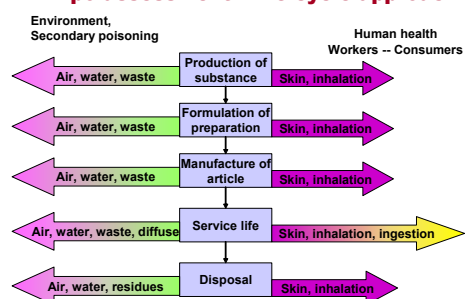 Environment,
Secondary poisoning
Human health
Workers -- Consumers
Air, water, waste
Production of
substance
Skin, inhalation
Air, water, waste
Formulation of
preparation
Skin, inhalation
Air, water, waste
Manufacture of
article
Skin, inhalation
Air, water, waste, diffuse
Service life
Skin, inhalation, ingestion
Air, water, residues
Disposal
Skin, inhalation